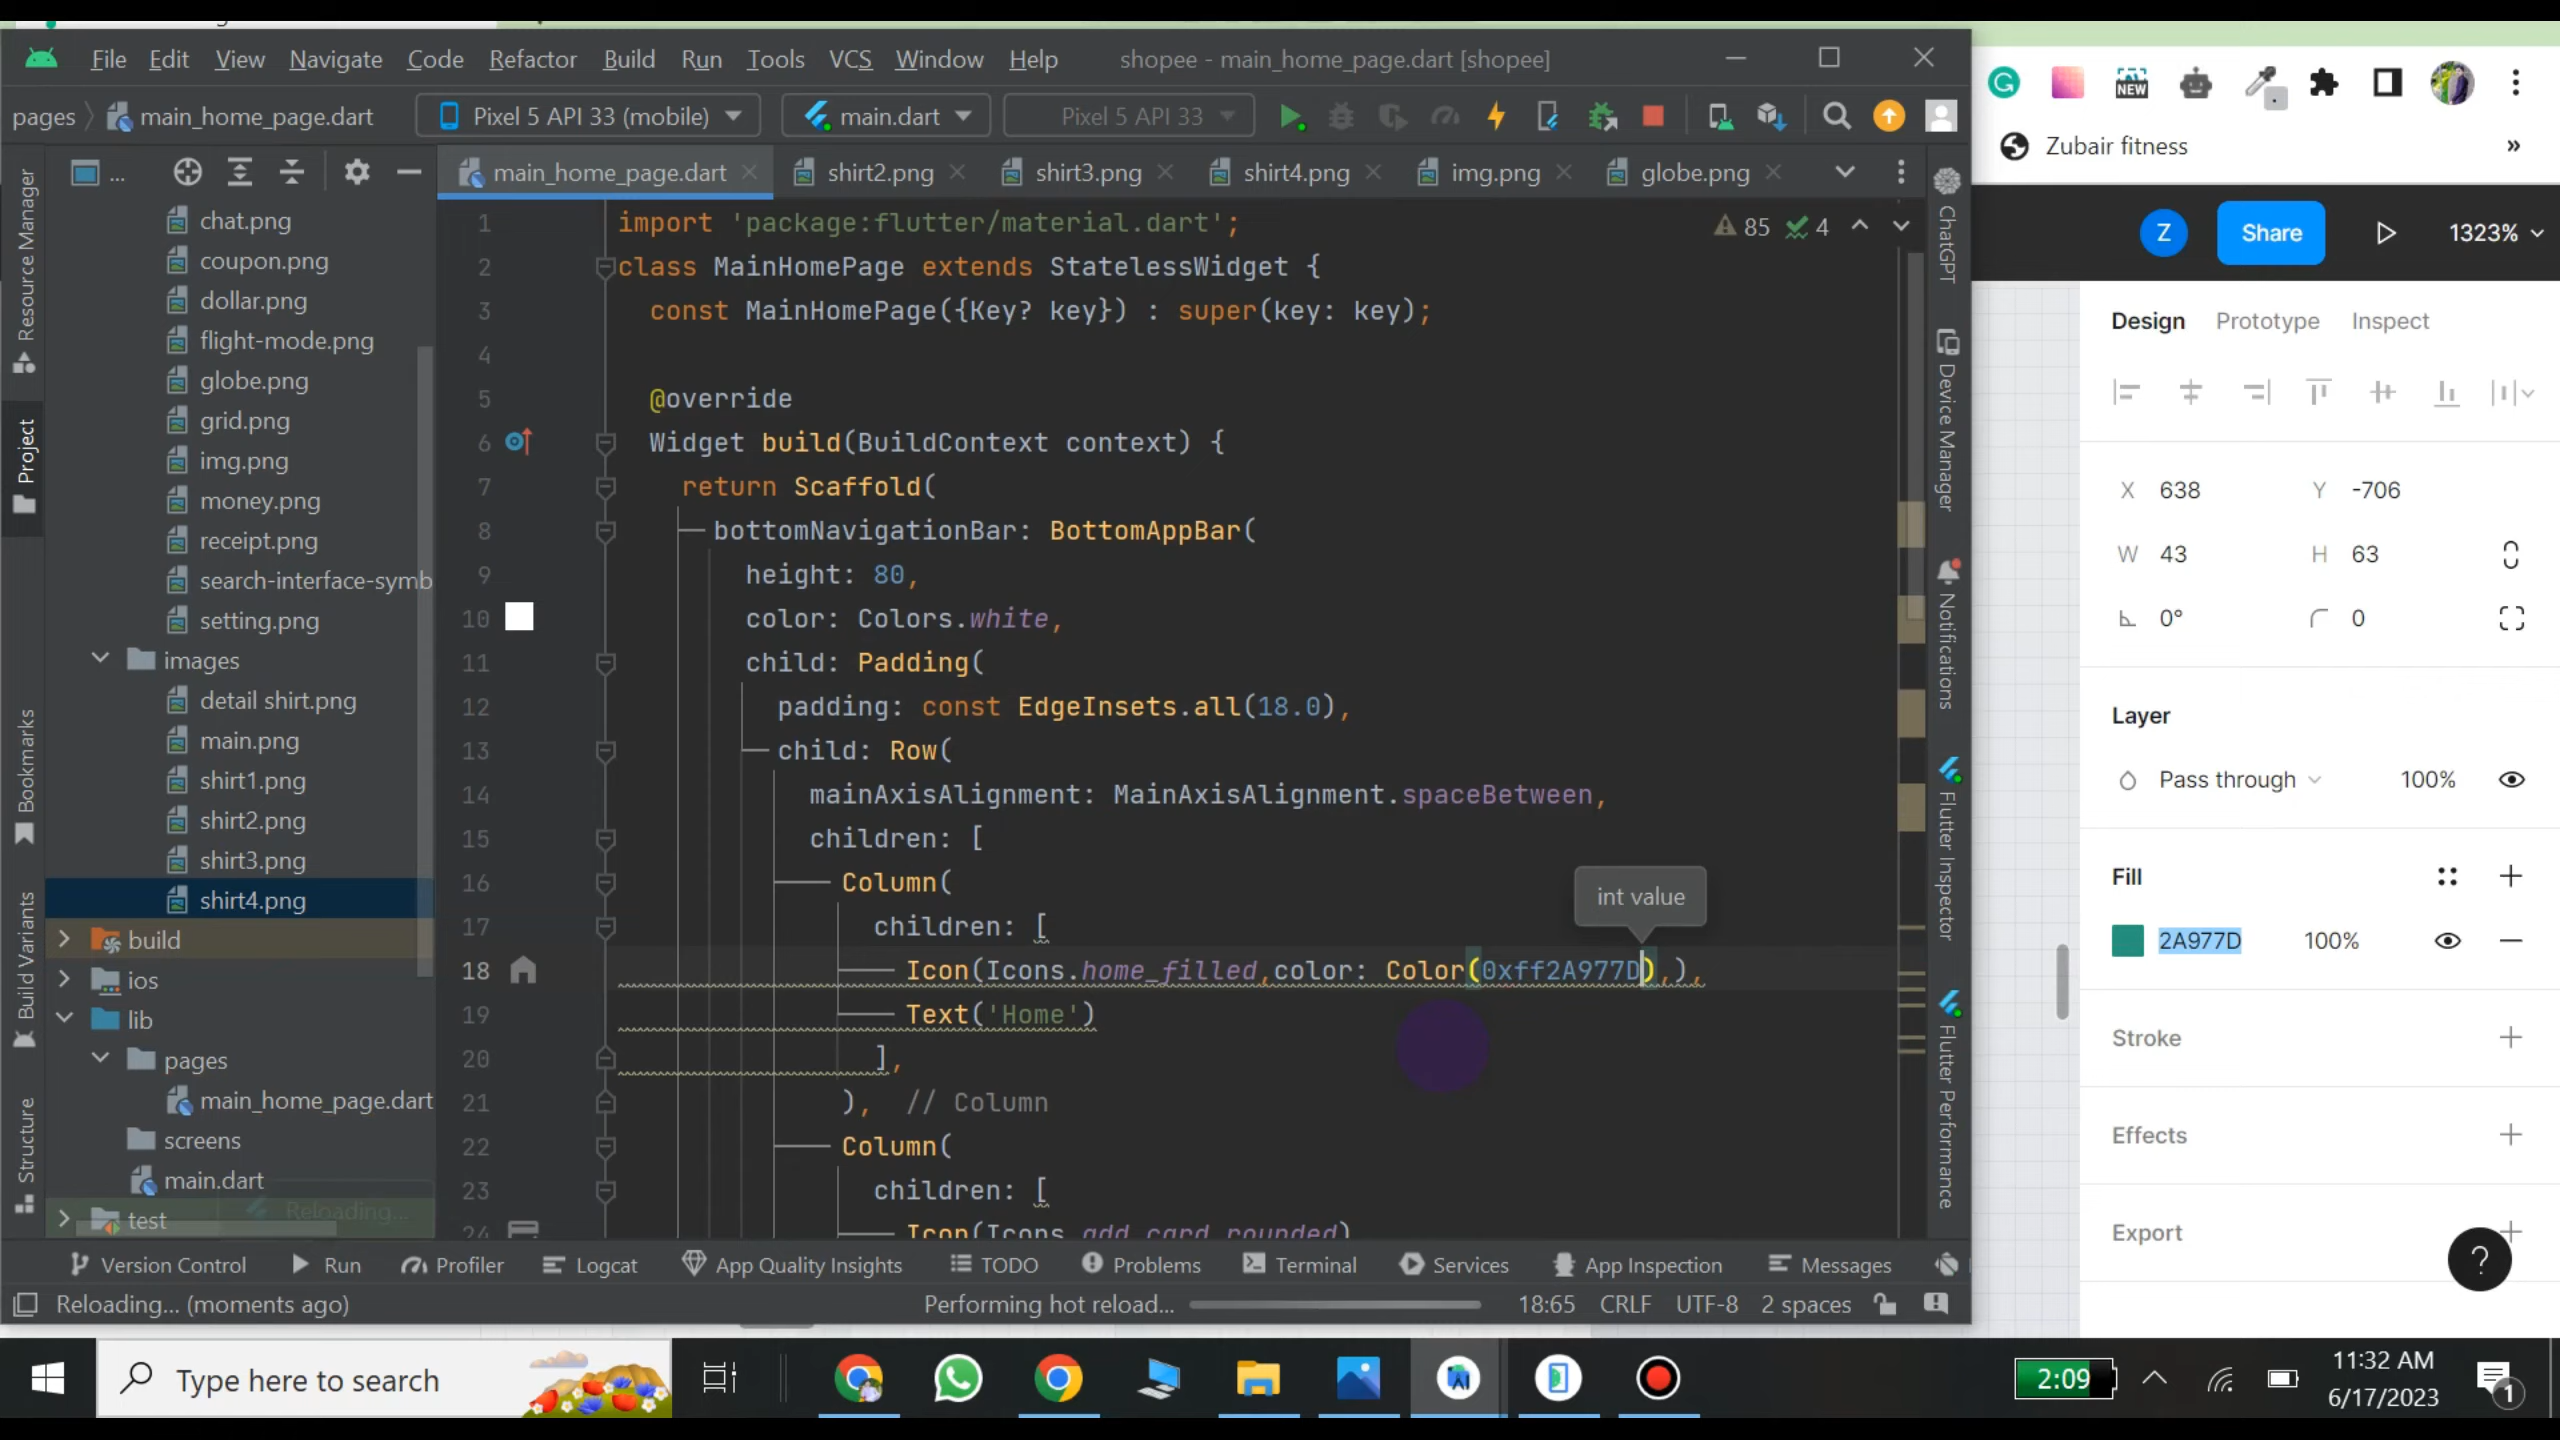 File Edit View Navigate Code Refactor Build Run Tools VCS Window Help shopee - main_home_page.dart [shopee]
pages main_home_page.dart Pixel 5 API 33 (mobile) main.dart Pixel 5 API 33
NEW
Zubair fitness »
...
main_home_page.dart shirt2.png shirt3.png shirt4.png img.png globe.png
Resource Manager
Project
Bookmarks
Build Variants
Structure
chat.png
coupon.png
dollar.png
flight-mode.png
globe.png
grid.png
img.png
money.png
receipt.png
search-interface-symb
setting.png
images
detail shirt.png
main.png
shirt1.png
shirt2.png
shirt3.png
shirt4.png
build
ios
lib
pages
main_home_page.dart
screens
main.dart
Reloading...
test
1 import 'package:flutter/material.dart';
85 4
2 class MainHomePage extends StatelessWidget {
3 const MainHomePage({Key? key}) : super(key: key);
4
5 @override
6 Widget build(BuildContext context) {
7 return Scaffold(
8 bottomNavigationBar: BottomAppBar(
9 height: 80,
10 color: Colors.white,
11 child: Padding(
12 padding: const EdgeInsets.all(18.0),
13 child: Row(
14 mainAxisAlignment: MainAxisAlignment.spaceBetween,
15 children: [
16 Column(
int value
17 children: [
18 Icon(Icons.home_filled,color: Color(0xff2A977D),),
19 Text('Home')
20 ],
21 ), // Column
22 Column(
23 children: [
24 Icon(Icons.add_card_rounded)
ChatGPT
Device Manager
Notifications
Flutter Inspector
Flutter Performance
Z Share 1323%
Design Prototype Inspect
X 638 Y -706
W 43 H 63
0° 0
Layer
Pass through 100%
Fill
2A977D 100%
Stroke
Effects
Export
?
Version Control Run Profiler Logcat App Quality Insights TODO Problems Terminal Services App Inspection Messages
Reloading... (moments ago) Performing hot reload... 18:65 CRLF UTF-8 2 spaces
Type here to search
2:09
11:32 AM
6/17/2023
1